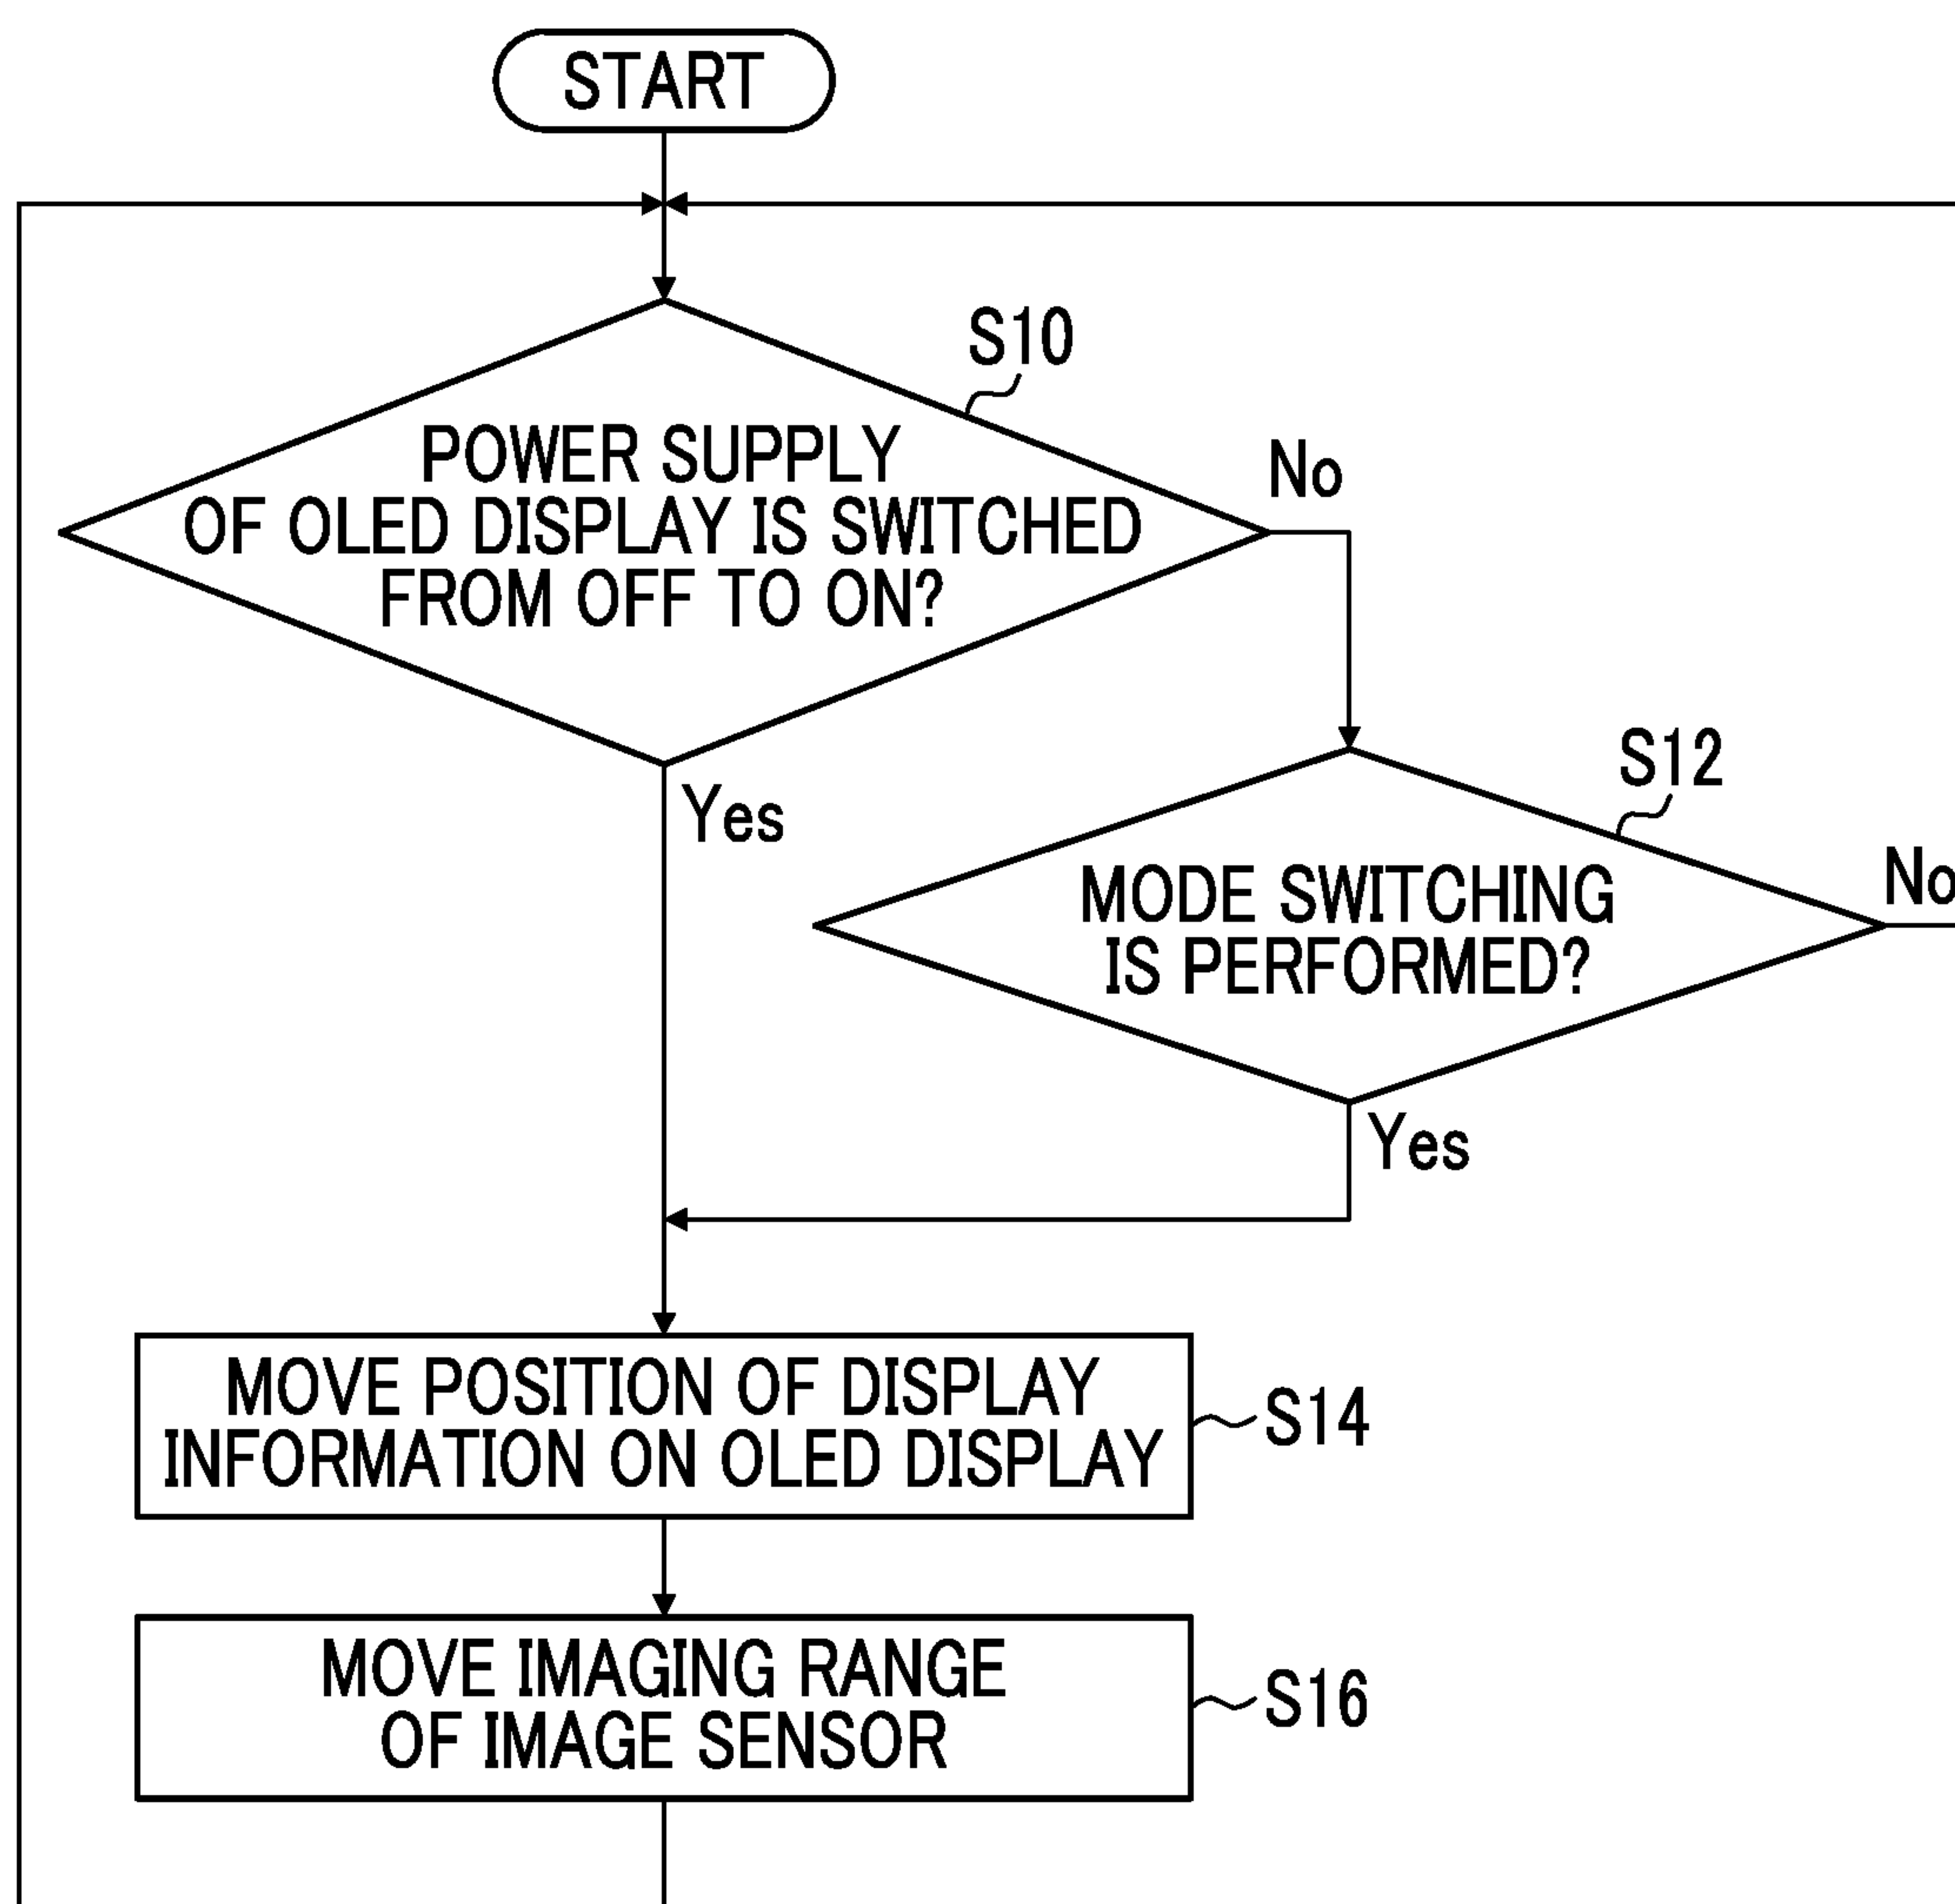 START
S10
POWER SUPPLY
OF OLED DISPLAY IS SWITCHED
FROM OFF TO ON?
No
Yes
S12
MODE SWITCHING
IS PERFORMED?
No
Yes
MOVE POSITION OF DISPLAY
INFORMATION ON OLED DISPLAY
S14
MOVE IMAGING RANGE
OF IMAGE SENSOR
S16